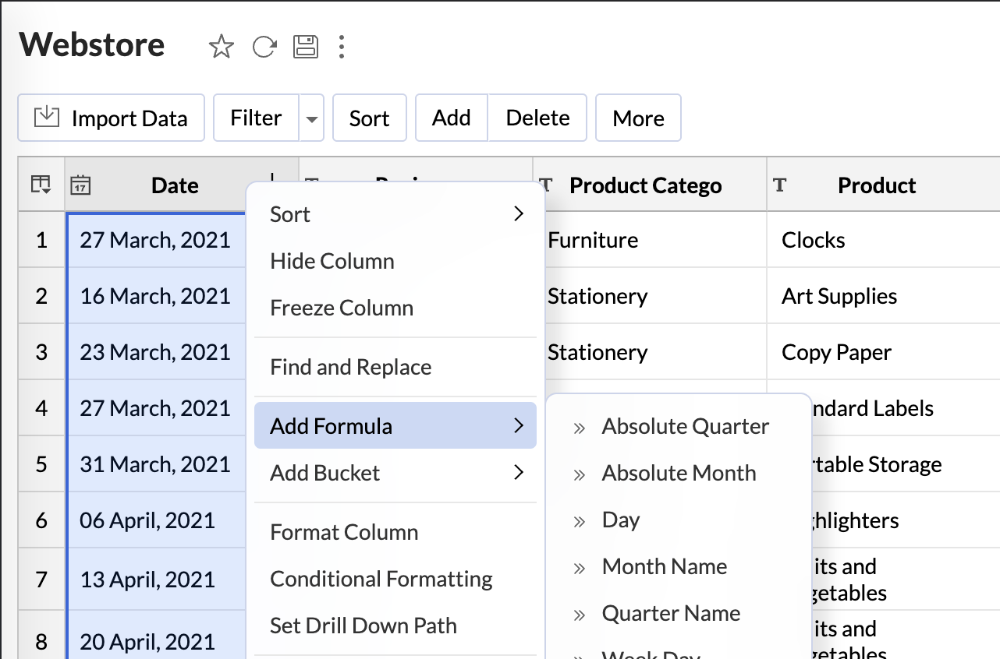 Webstore
Import Data
Filter
Sort
Add
Delete
More
17
Date
T
Product Catego
T
Product
1
27 March, 2021
Furniture
Clocks
2
16 March, 2021
Stationery
Art Supplies
3
23 March, 2021
Stationery
Copy Paper
4
27 March, 2021
ndard Labels
5
31 March, 2021
rtable Storage
6
06 April, 2021
ghlighters
7
13 April, 2021
its and
getables
8
20 April, 2021
its and
getables
Sort
Hide Column
Freeze Column
Find and Replace
Add Formula
Add Bucket
Format Column
Conditional Formatting
Set Drill Down Path
» Absolute Quarter
» Absolute Month
» Day
» Month Name
» Quarter Name
» Week Day